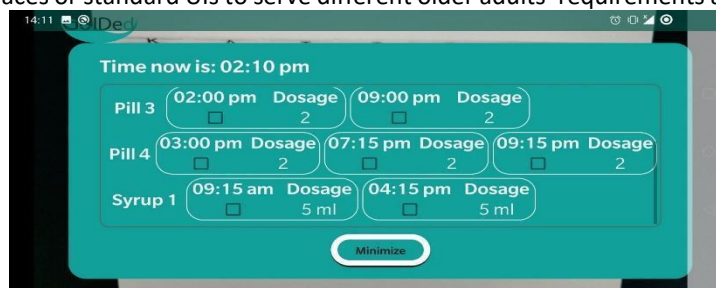 aces or standard UIs to serve different older adults' requirements
14:11
GuIDed
Time now is: 02:10 pm
Pill 3
02:00 pm Dosage
2
09:00 pm Dosage
2
Pill 4
03:00 pm Dosage
2
07:15 pm Dosage
2
09:15 pm Dosage
2
Syrup 1
09:15 am Dosage
5 ml
04:15 pm Dosage
5 ml
Minimize